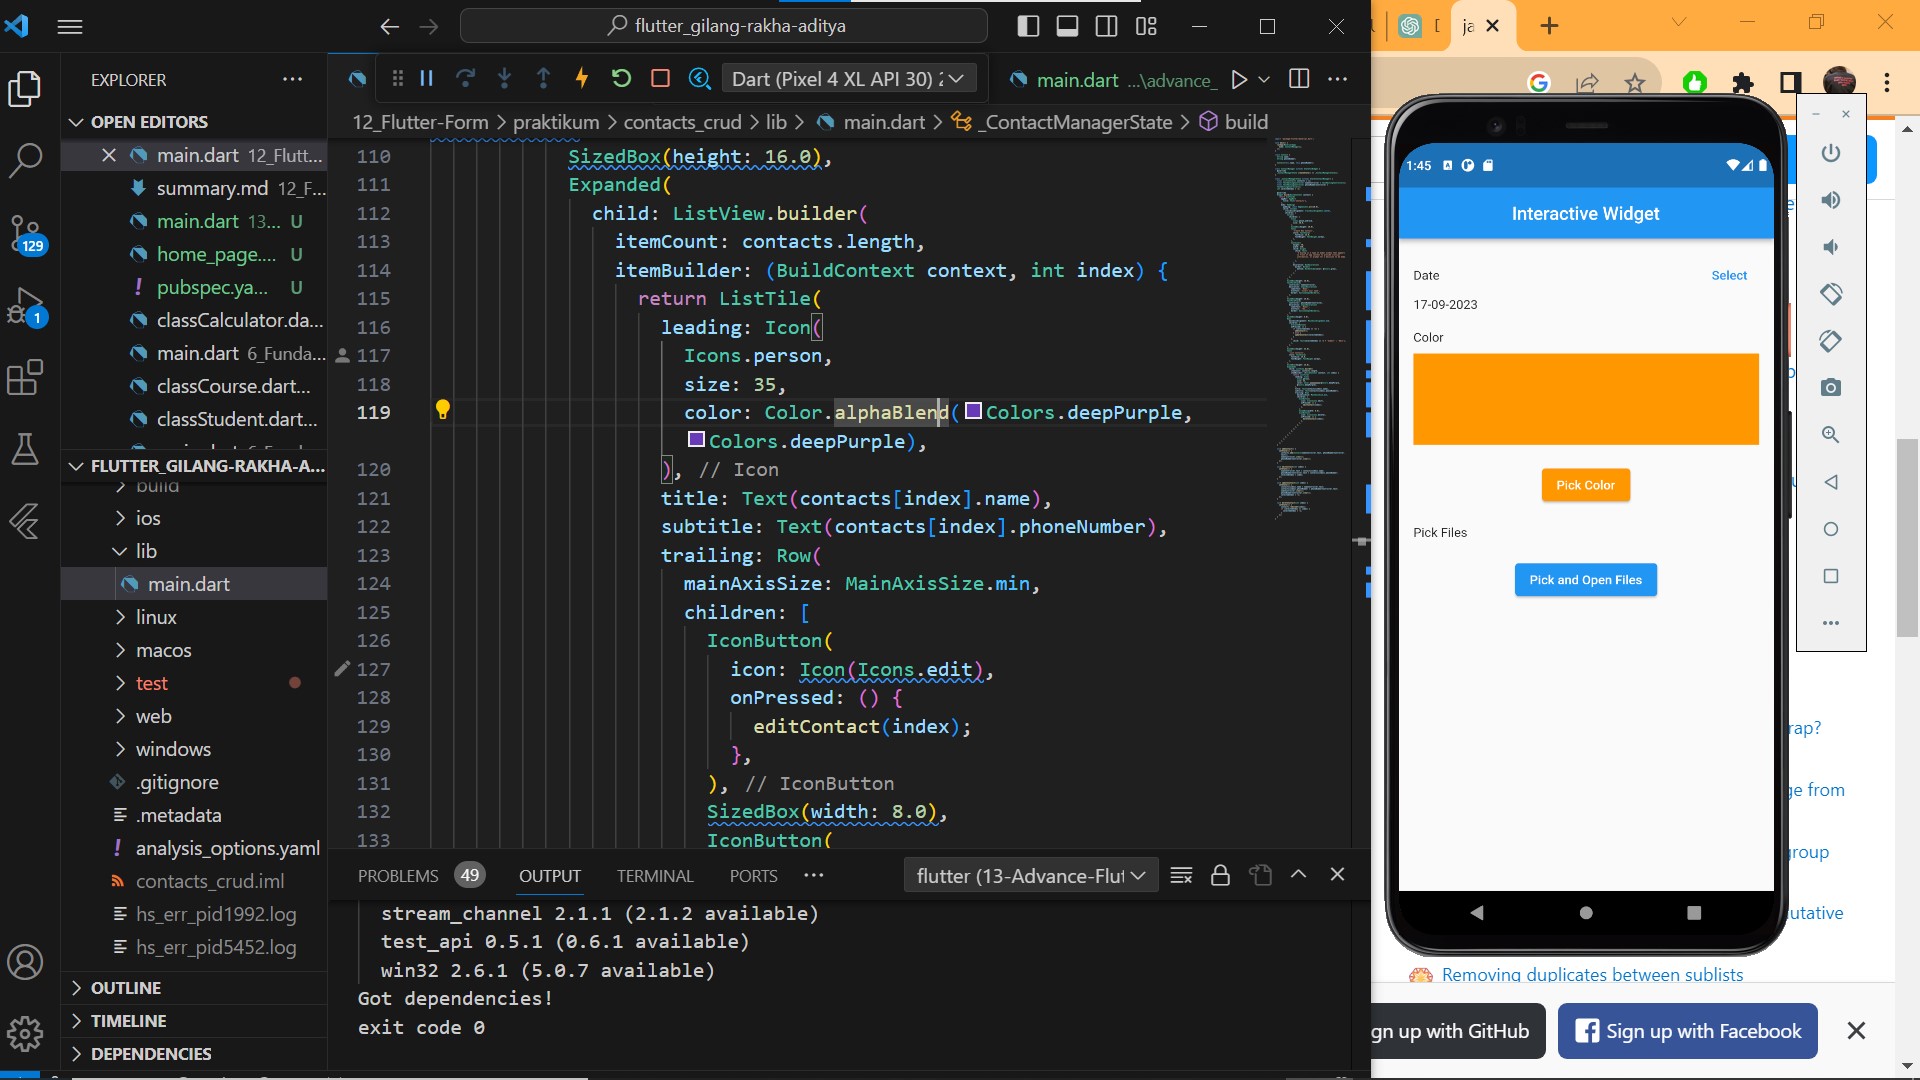 flutter_gilang-rakha-aditya
EXPLORER
OPEN EDITORS
main.dart 12_Flutt...
summary.md 12_F...
main.dart 13... U
home_page.... U
pubspec.ya... U
classCalculator.da...
main.dart 6_Funda...
classCourse.dart...
classStudent.dart...
129
1
FLUTTER_GILANG-RAKHA-A...
build
ios
lib
main.dart
linux
macos
test
web
windows
.gitignore
.metadata
analysis_options.yaml
contacts_crud.iml
hs_err_pid1992.log
hs_err_pid5452.log
OUTLINE
TIMELINE
DEPENDENCIES
Dart (Pixel 4 XL API 30)
main.dart ...\advance_
12_Flutter-Form > praktikum > contacts_crud > lib > main.dart > _ContactManagerState > build
110 SizedBox(height: 16.0),
111 Expanded(
112 child: ListView.builder(
113 itemCount: contacts.length,
114 itemBuilder: (BuildContext context, int index) {
115 return ListTile(
116 leading: Icon(
117 Icons.person,
118 size: 35,
119 color: Color.alphaBlend(Colors.deepPurple,
Colors.deepPurple),
120 ), // Icon
121 title: Text(contacts[index].name),
122 subtitle: Text(contacts[index].phoneNumber),
123 trailing: Row(
124 mainAxisSize: MainAxisSize.min,
125 children: [
126 IconButton(
127 icon: Icon(Icons.edit),
128 onPressed: () {
129 editContact(index);
130 },
131 ), // IconButton
132 SizedBox(width: 8.0),
133 IconButton(
PROBLEMS 49 OUTPUT TERMINAL PORTS
flutter (13-Advance-Flut
stream_channel 2.1.1 (2.1.2 available)
test_api 0.5.1 (0.6.1 available)
win32 2.6.1 (5.0.7 available)
Got dependencies!
exit code 0
ja
1:45
Interactive Widget
Date Select
17-09-2023
Color
Pick Color
Pick Files
Pick and Open Files
rap?
ge from
group
utative
Removing duplicates between sublists
gn up with GitHub
Sign up with Facebook